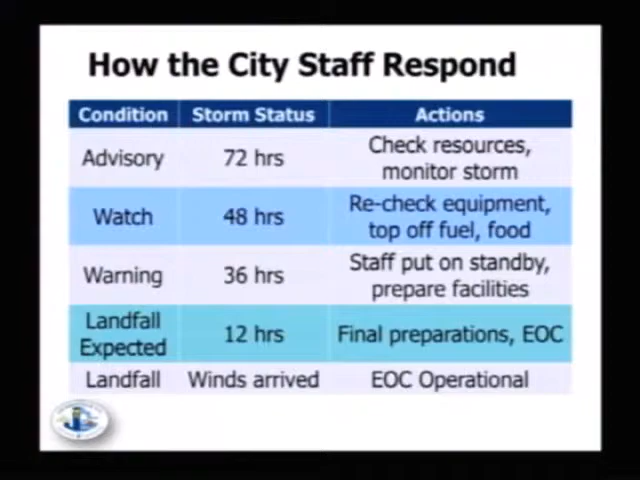 How the City Staff Respond
Condition Storm Status Actions
Advisory 72 hrs Check resources,
monitor storm
Watch 48 hrs Re-check equipment,
top off fuel, food
Warning 36 hrs Staff put on standby,
prepare facilities
Landfall
Expected 12 hrs Final preparations, EOC
Landfall Winds arrived EOC Operational